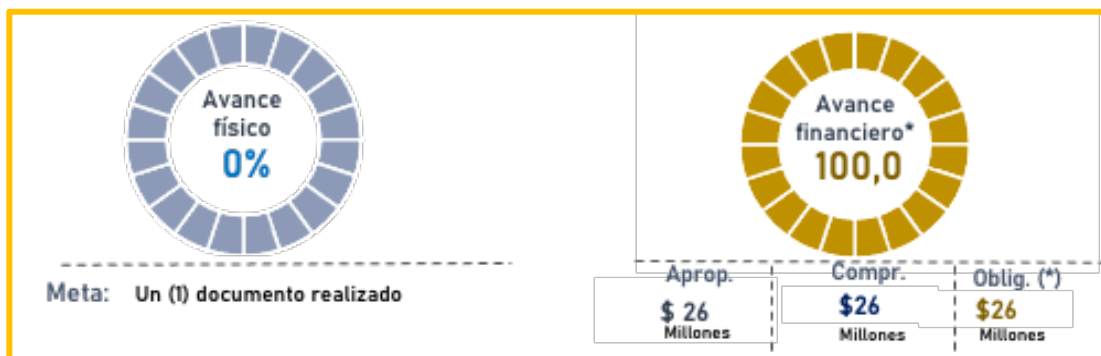 Avance
físico
0%
Meta: Un (1) documento realizado
Avance
financiero*
100,0
Aprop. Compr. Oblig. (*)
$ 26 $26 $26
Millones Millones Millones